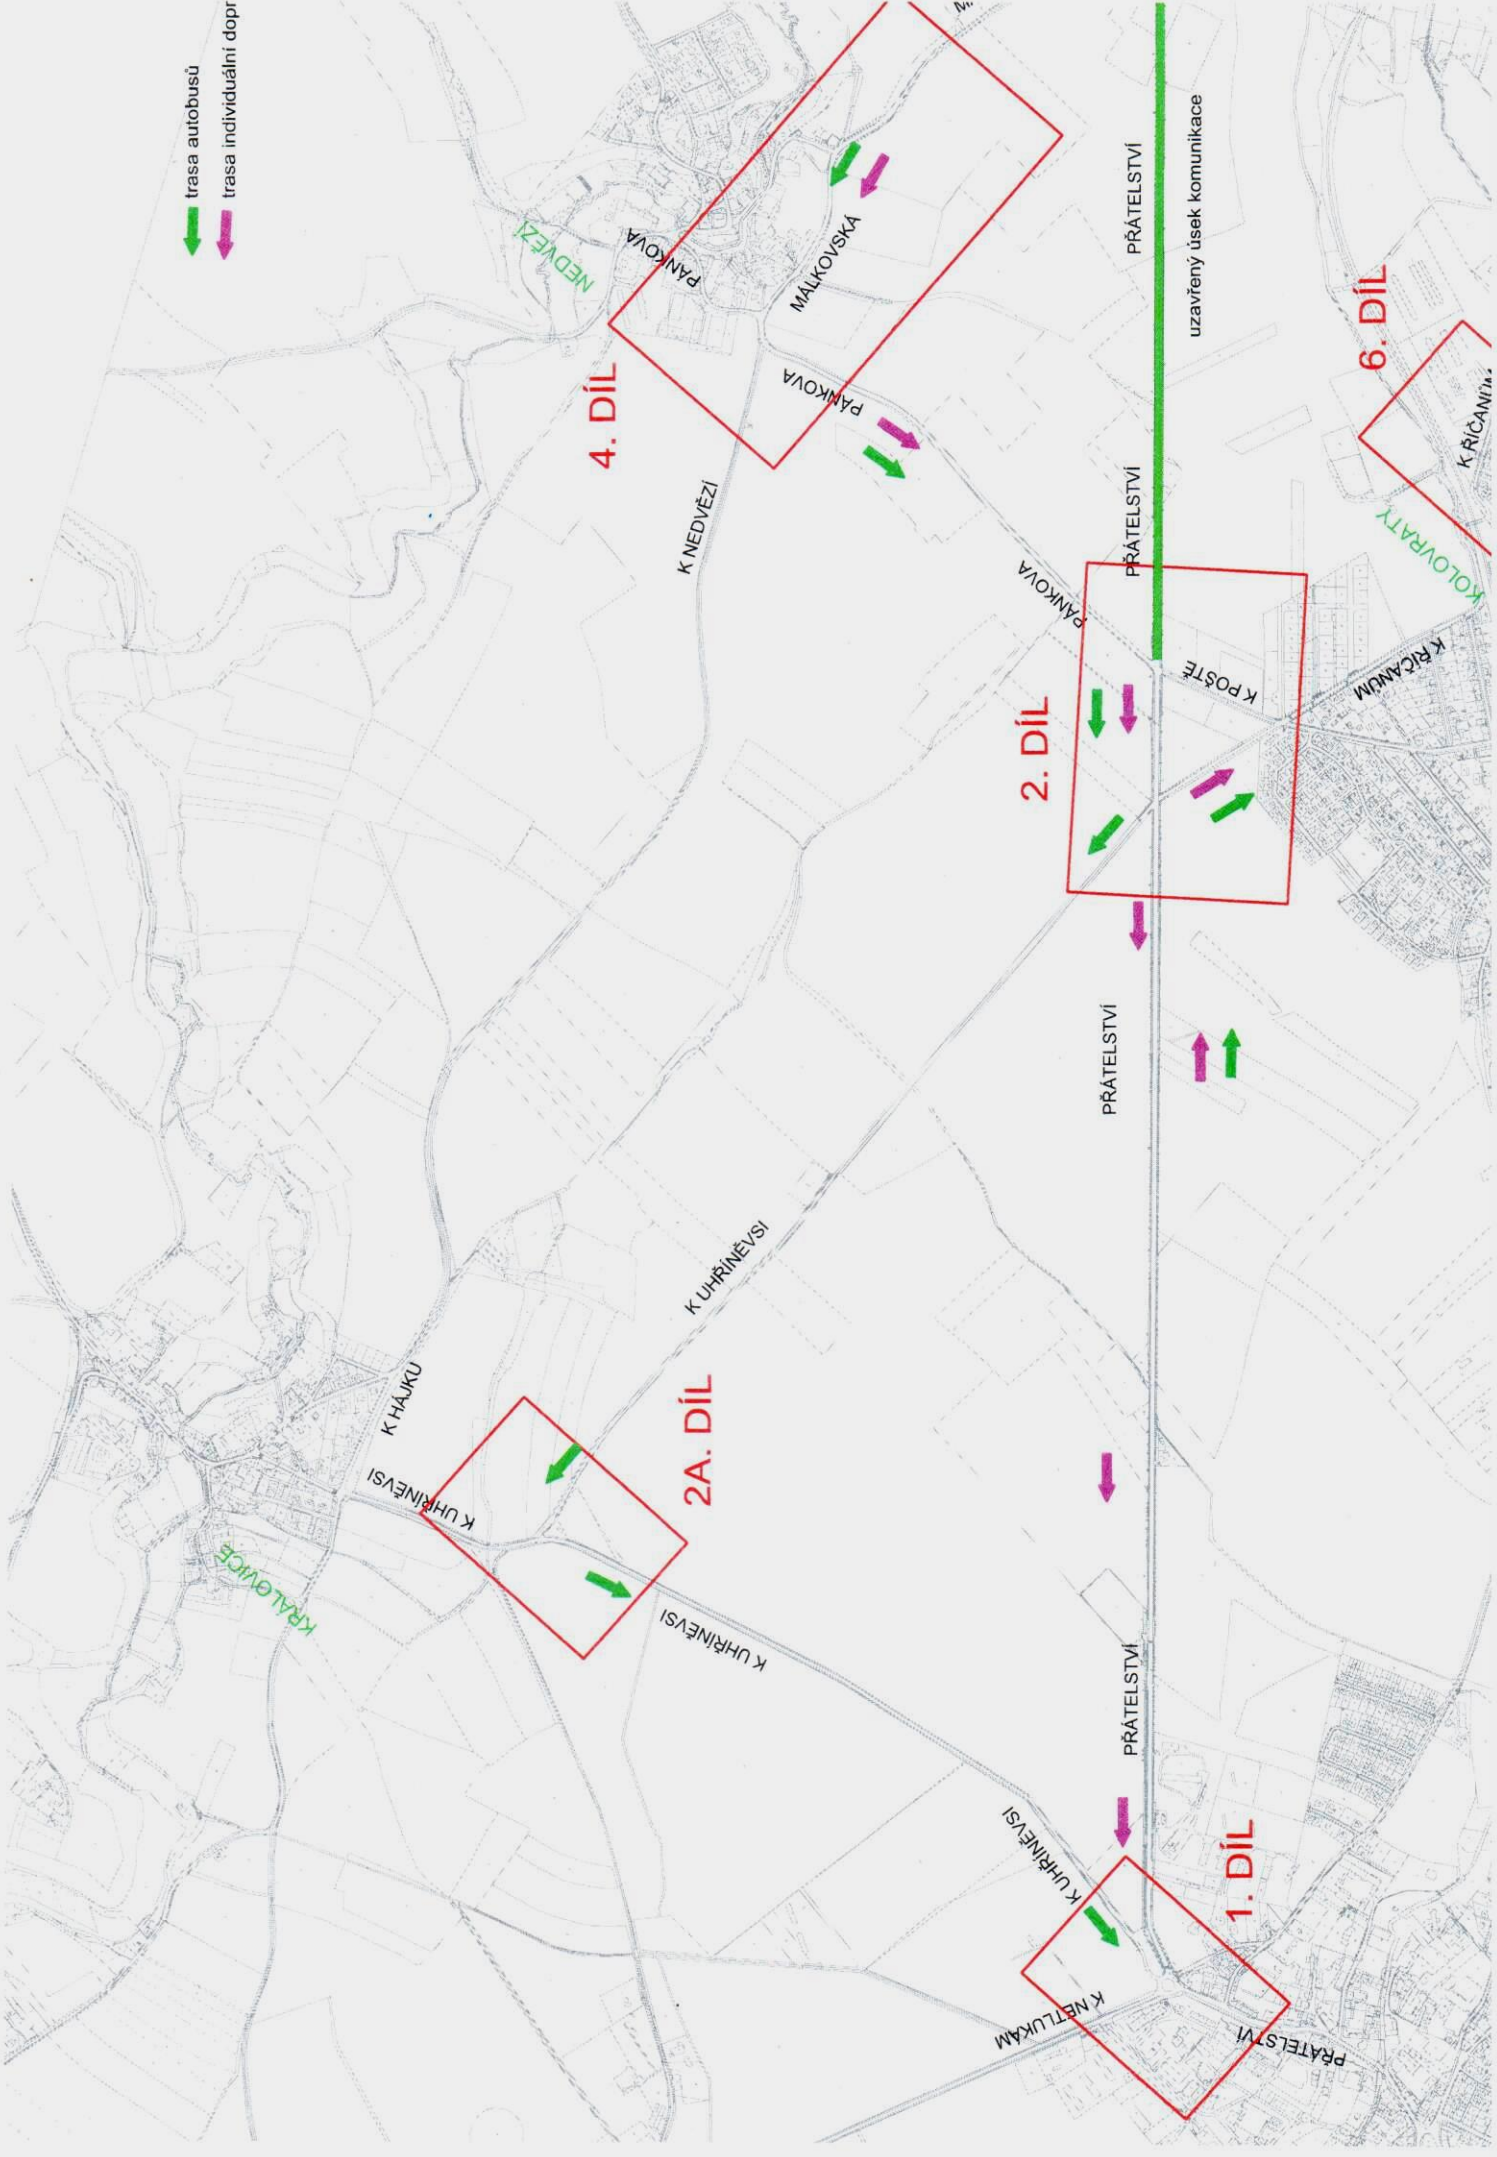 trasa autobusů
trasa individuální dopr
NEDVĚZÍ
PÁNKOVA
MÁLKOVSKÁ
4. DÍL
PÁNKOVA
K NEDVĚZÍ
PÁNKOVA
PŘÁTELSTVÍ
uzavřený úsek komunikace
PŘÁTELSTVÍ
6. DÍL
K ŘÍČANŮM
KOLOVRATY
K ŘÍČANŮM
K POŠTĚ
2. DÍL
PŘÁTELSTVÍ
K UHŘÍNĚVSI
K HÁJKU
K UHŘÍNĚVSI
KRÁLOVICE
2A. DÍL
K UHŘÍNĚVSI
PŘÁTELSTVÍ
K UHŘÍNĚVSI
1. DÍL
K NETLUKÁM
PŘÁTELSTVÍ